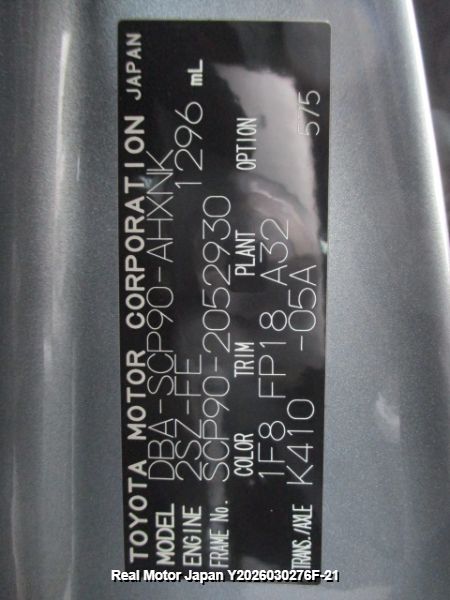 TOYOTA MOTOR CORPORATION JAPAN
MODEL DBA-SCP90-AHXNK
ENGINE 2SZ-FE 1296 mL
FRAME No. SCP90-2052930
COLOR TRIM PLANT OPTION
1F8 FP18 A32
TRANS./AXLE K410 -05A 575
Real Motor Japan Y2026030276F-21